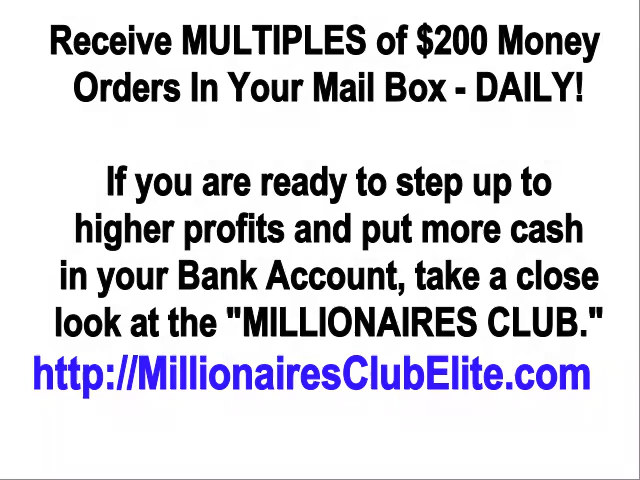 Receive MULTIPLES of $200 Money
Orders In Your Mail Box - DAILY!
If you are ready to step up to
higher profits and put more cash
in your Bank Account, take a close
look at the "MILLIONAIRES CLUB."
http://MillionairesClubElite.com